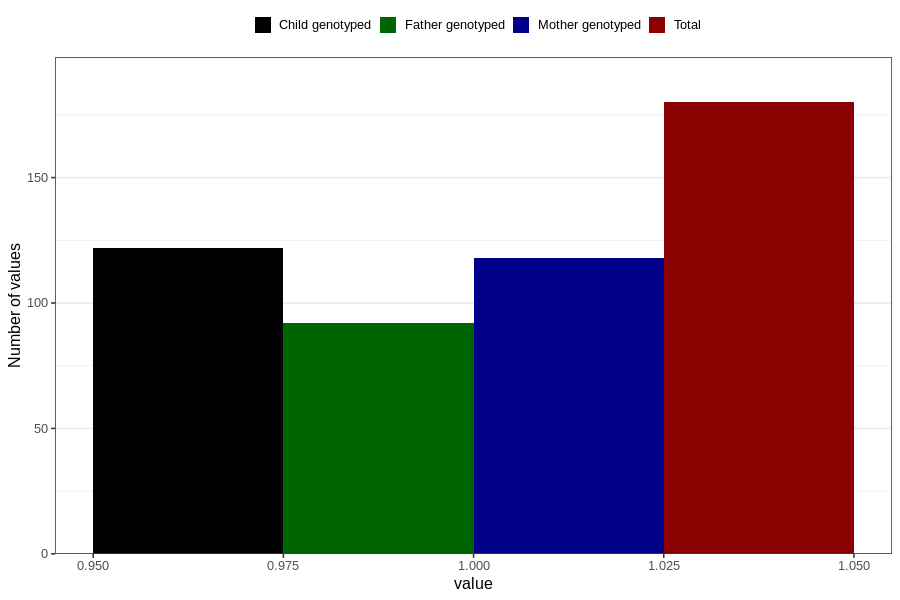 Child genotyped Father genotyped Mother genotyped Total
Number of values
150
100
50
0
0.950 0.975 1.000 1.025 1.050
value